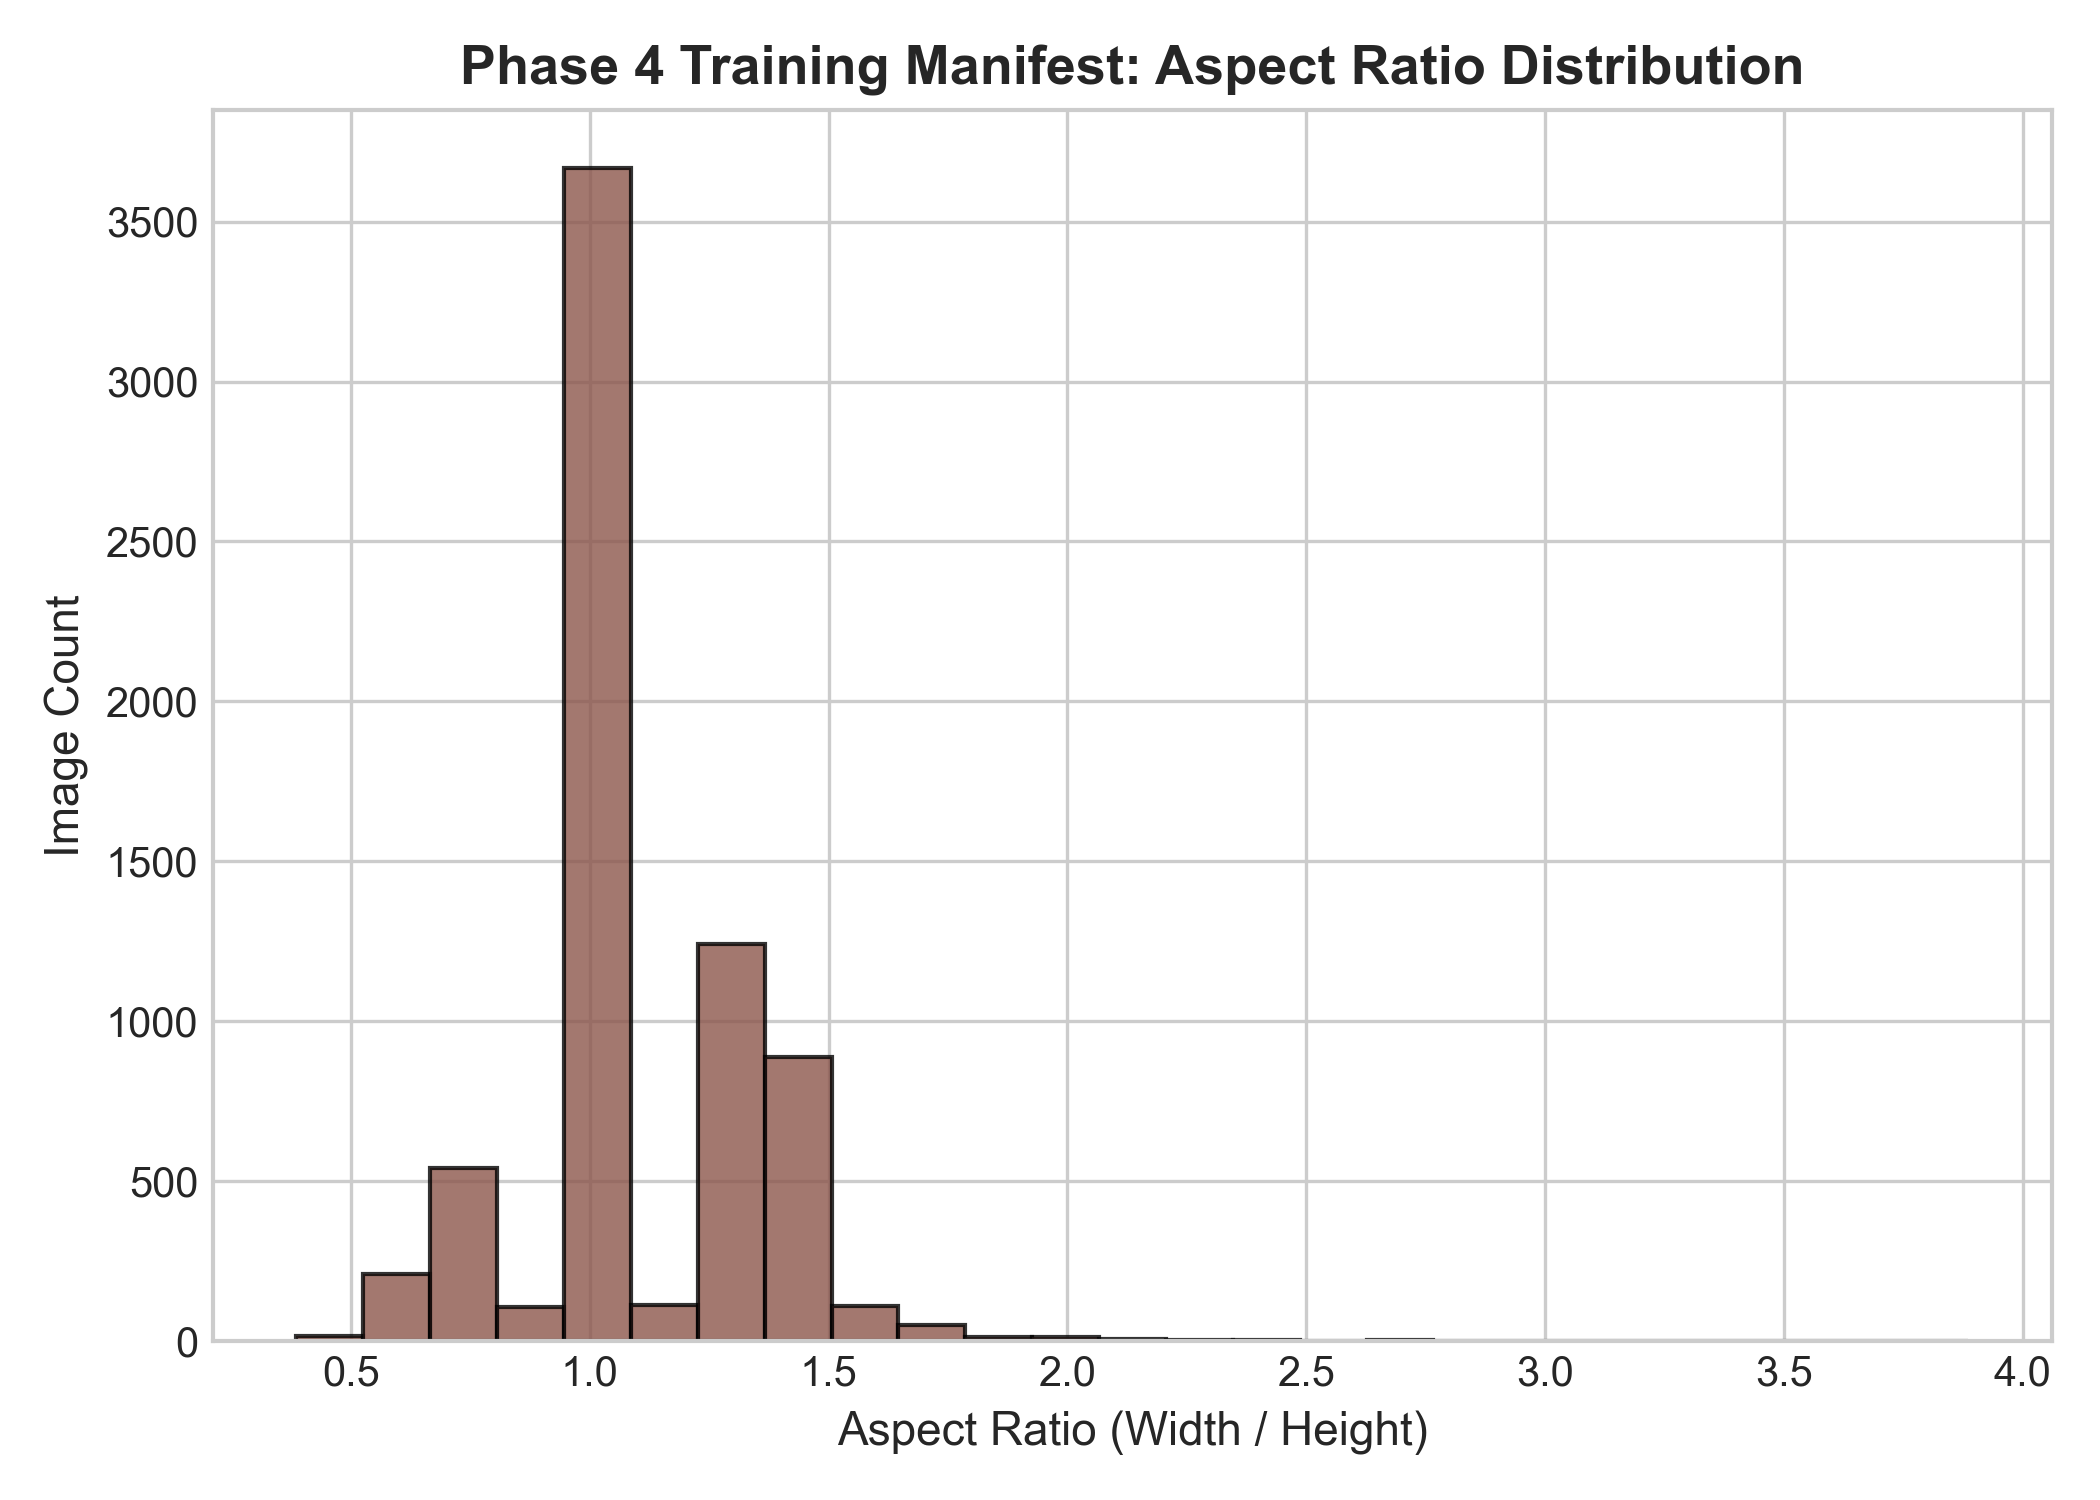 Phase 4 Training Manifest: Aspect Ratio Distribution
Image Count
3500
3000
2500
2000
1500
1000
500
0
0.5 1.0 1.5 2.0 2.5 3.0 3.5 4.0
Aspect Ratio (Width / Height)